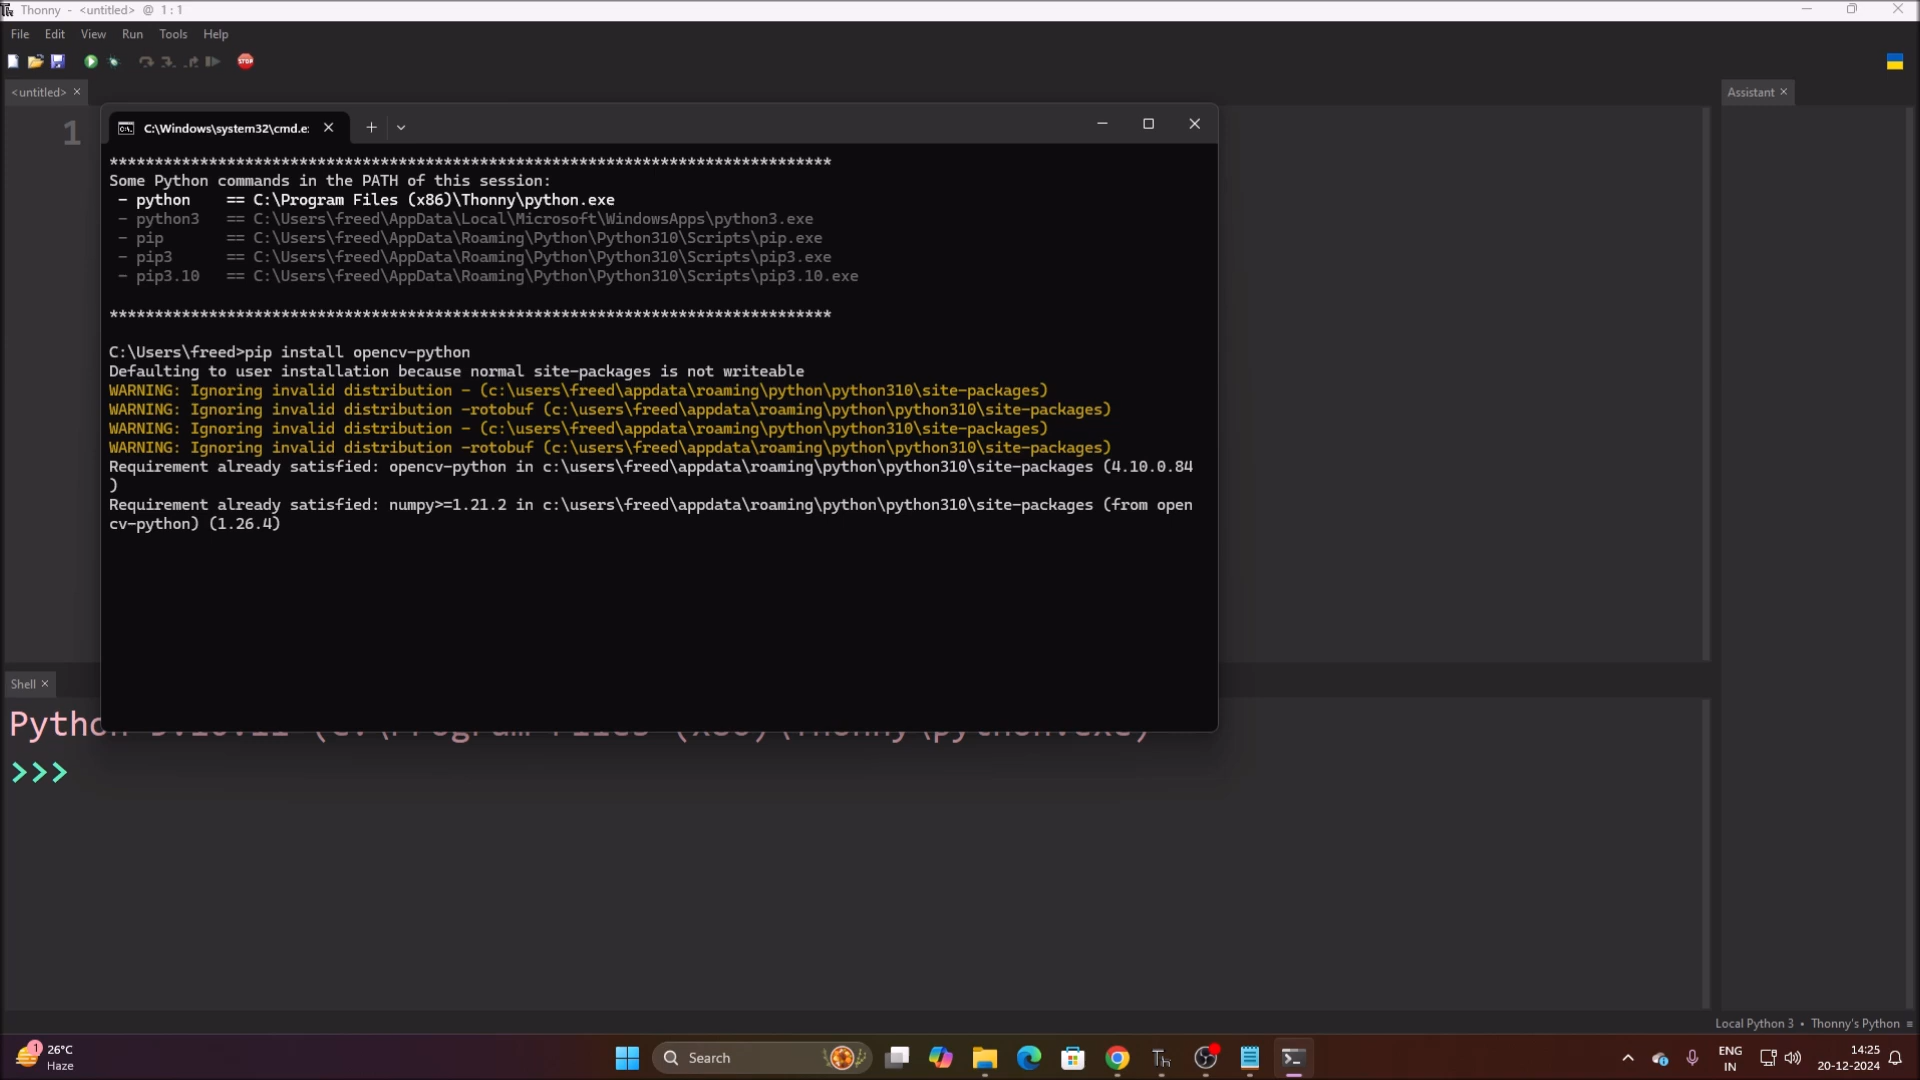 Thonny - <untitled> @ 1 : 1
File Edit View Run Tools Help
STOP
<untitled> ×
Assistant ×
1
C:\Windows\system32\cmd.e:
********************************************************************************
Some Python commands in the PATH of this session:
- python == C:\Program Files (x86)\Thonny\python.exe
- python3 == C:\Users\freed\AppData\Local\Microsoft\WindowsApps\python3.exe
- pip == C:\Users\freed\AppData\Roaming\Python\Python310\Scripts\pip.exe
- pip3 == C:\Users\freed\AppData\Roaming\Python\Python310\Scripts\pip3.exe
- pip3.10 == C:\Users\freed\AppData\Roaming\Python\Python310\Scripts\pip3.10.exe
********************************************************************************
C:\Users\freed>pip install opencv-python
Defaulting to user installation because normal site-packages is not writeable
WARNING: Ignoring invalid distribution - (c:\users\freed\appdata\roaming\python\python310\site-packages)
WARNING: Ignoring invalid distribution -rotobuf (c:\users\freed\appdata\roaming\python\python310\site-packages)
WARNING: Ignoring invalid distribution - (c:\users\freed\appdata\roaming\python\python310\site-packages)
WARNING: Ignoring invalid distribution -rotobuf (c:\users\freed\appdata\roaming\python\python310\site-packages)
Requirement already satisfied: opencv-python in c:\users\freed\appdata\roaming\python\python310\site-packages (4.10.0.84
)
Requirement already satisfied: numpy>=1.21.2 in c:\users\freed\appdata\roaming\python\python310\site-packages (from open
cv-python) (1.26.4)
Shell ×
Python (C:\Program Files (x86)\Thonny\python.exe)
>>>
Local Python 3 • Thonny's Python ≡
1
26°C
Haze
Search
ENG
IN
14:25
20-12-2024